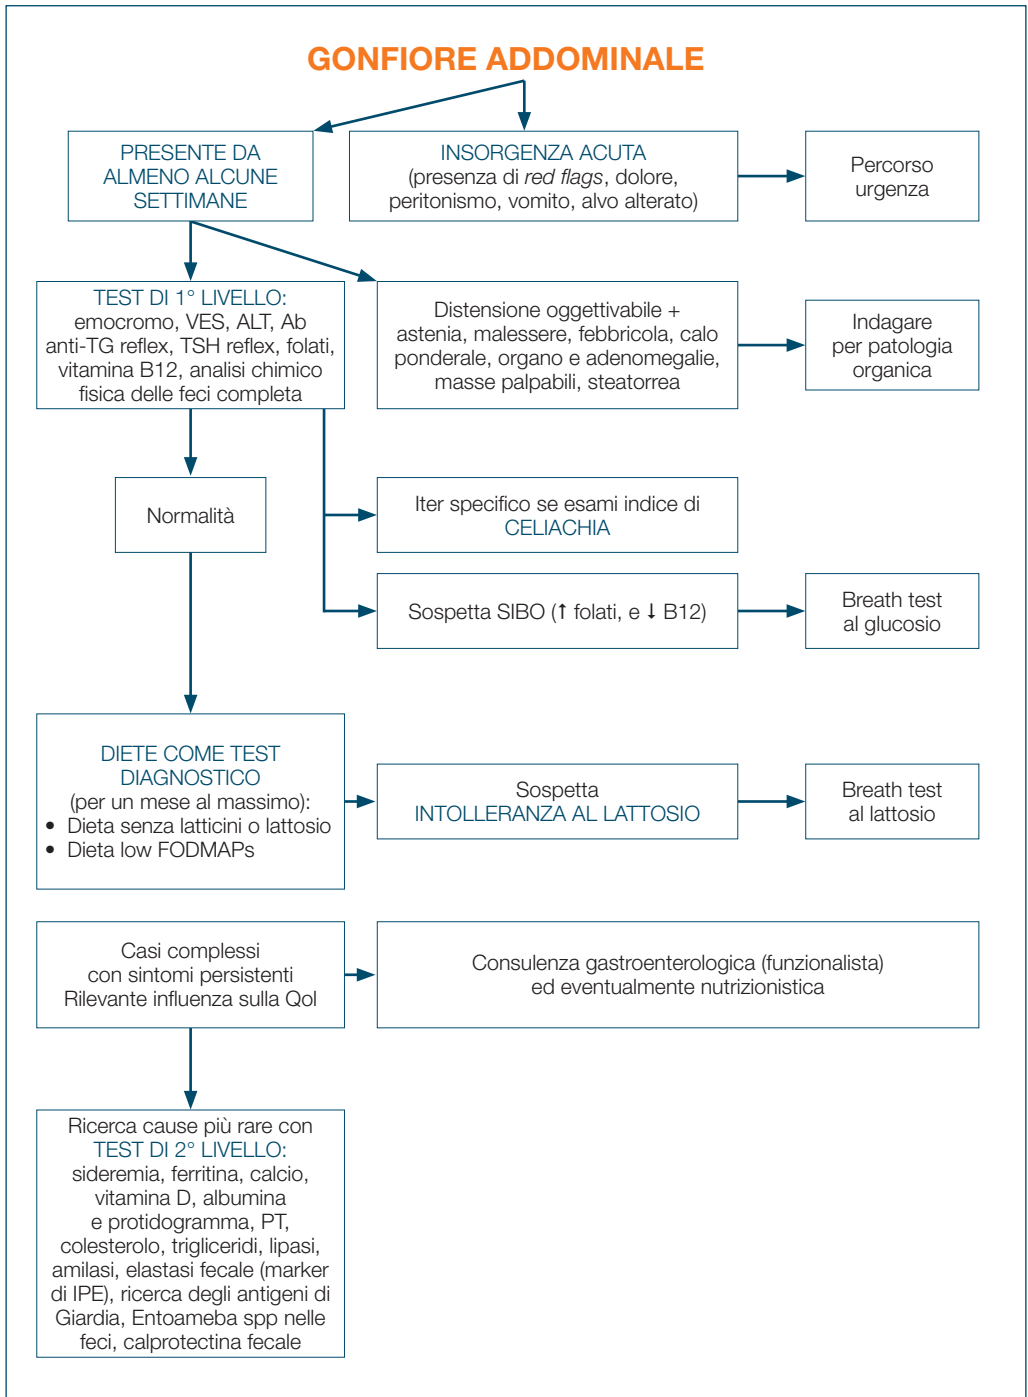 GONFIORE ADDOMINALE
PRESENTE DA
ALMENO ALCUNE
SETTIMANE
INSORGENZA ACUTA
(presenza di red flags, dolore,
peritonismo, vomito, alvo alterato)
Percorso
urgenza
TEST DI 1° LIVELLO:
emocromo, VES, ALT, Ab
anti-TG reflex, TSH reflex, folati,
vitamina B12, analisi chimico
fisica delle feci completa
Distensione oggettivabile +
astenia, malessere, febbricola, calo
ponderale, organo e adenomegalie,
masse palpabili, steatorrea
Indagare
per patologia
organica
Normalità
Iter specifico se esami indice di
CELIACHIA
Sospetta SIBO (↑ folati, e ↓ B12)
Breath test
al glucosio
DIETE COME TEST
DIAGNOSTICO
(per un mese al massimo):
• Dieta senza latticini o lattosio
• Dieta low FODMAPs
Sospetta
INTOLLERANZA AL LATTOSIO
Breath test
al lattosio
Casi complessi
con sintomi persistenti
Rilevante influenza sulla Qol
Consulenza gastroenterologica (funzionalista)
ed eventualmente nutrizionistica
Ricerca cause più rare con
TEST DI 2° LIVELLO:
sideremia, ferritina, calcio,
vitamina D, albumina
e protidogramma, PT,
colesterolo, trigliceridi, lipasi,
amilasi, elastasi fecale (marker
di IPE), ricerca degli antigeni di
Giardia, Entoameba spp nelle
feci, calprotectina fecale